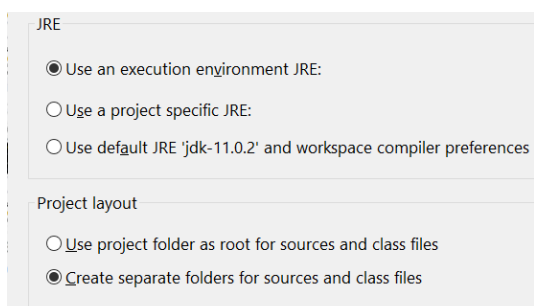 JRE
Use an execution environment JRE:
Use a project specific JRE:
Use default JRE 'jdk-11.0.2' and workspace compiler preferences
Project layout
Use project folder as root for sources and class files
Create separate folders for sources and class files